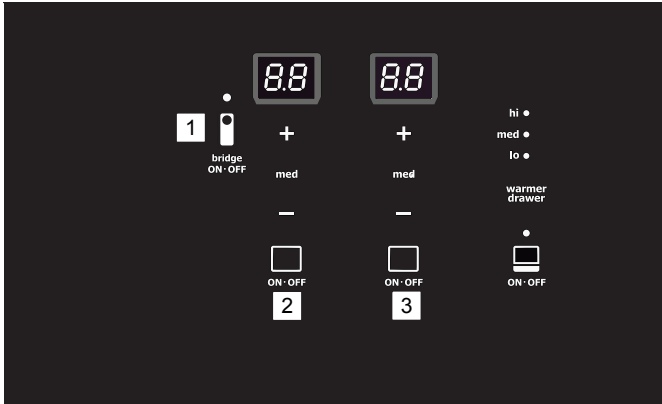 8.8 8.8
1
bridge
ON·OFF
+ +
med med
− −
hi
med
lo
warmer
drawer
ON·OFF ON·OFF ON·OFF
2 3